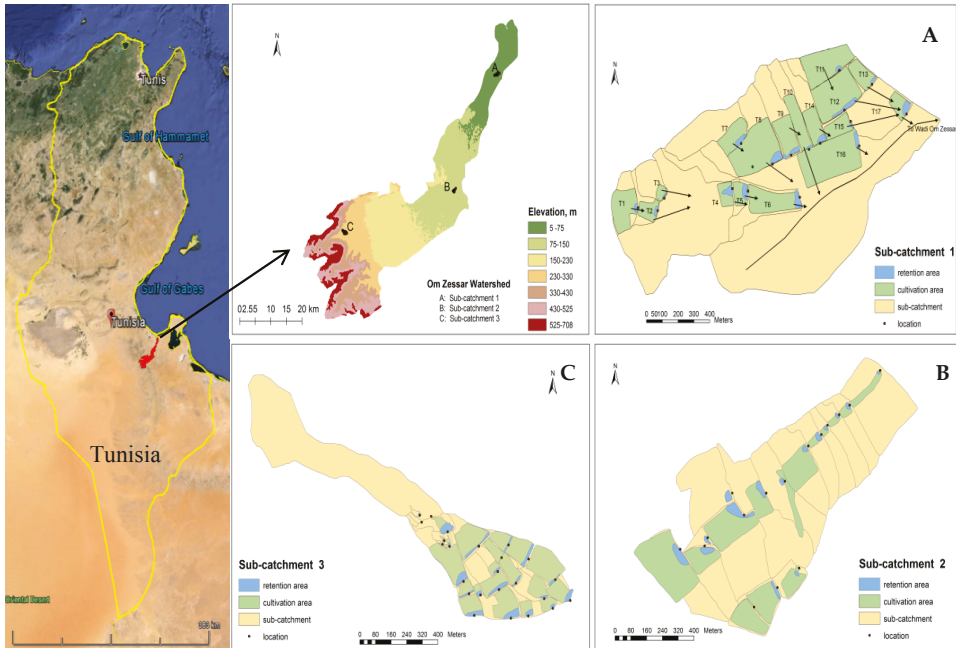 Tunis
Gulf of Hammamet
Gulf of Gabes
Tunisia
Tunisia
383 km
N
A
B
C
Elevation, m
5 -75
75-150
150-230
230-330
330-430
430-525
525-708
Om Zessar Watershed
A: Sub-catchment 1
B: Sub-catchment 2
C: Sub-catchment 3
02.55 10 15 20 km
A
N
T11
T13
T10
T14
T12
T9
T8
T7
T15
T17
T6 Wadi Om Zessar
T16
T3
T1
T2
T4
T5
T6
Sub-catchment 1
retention area
cultivation area
sub-catchment
location
0 50100 200 300 400
Meters
C
N
Sub-catchment 3
retention area
cultivation area
sub-catchment
location
0 80 160 240 320 400
Meters
B
N
Sub-catchment 2
retention area
cultivation area
sub-catchment
location
0 80 160 240 320 400
Meters